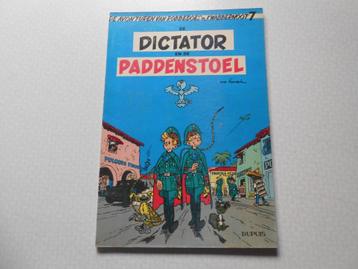 DE AVONTUREN VAN ROBBEDOES EN KWABBERNOOT 7
DE
DICTATOR
EN DE
PADDENSTOEL
DUPUIS